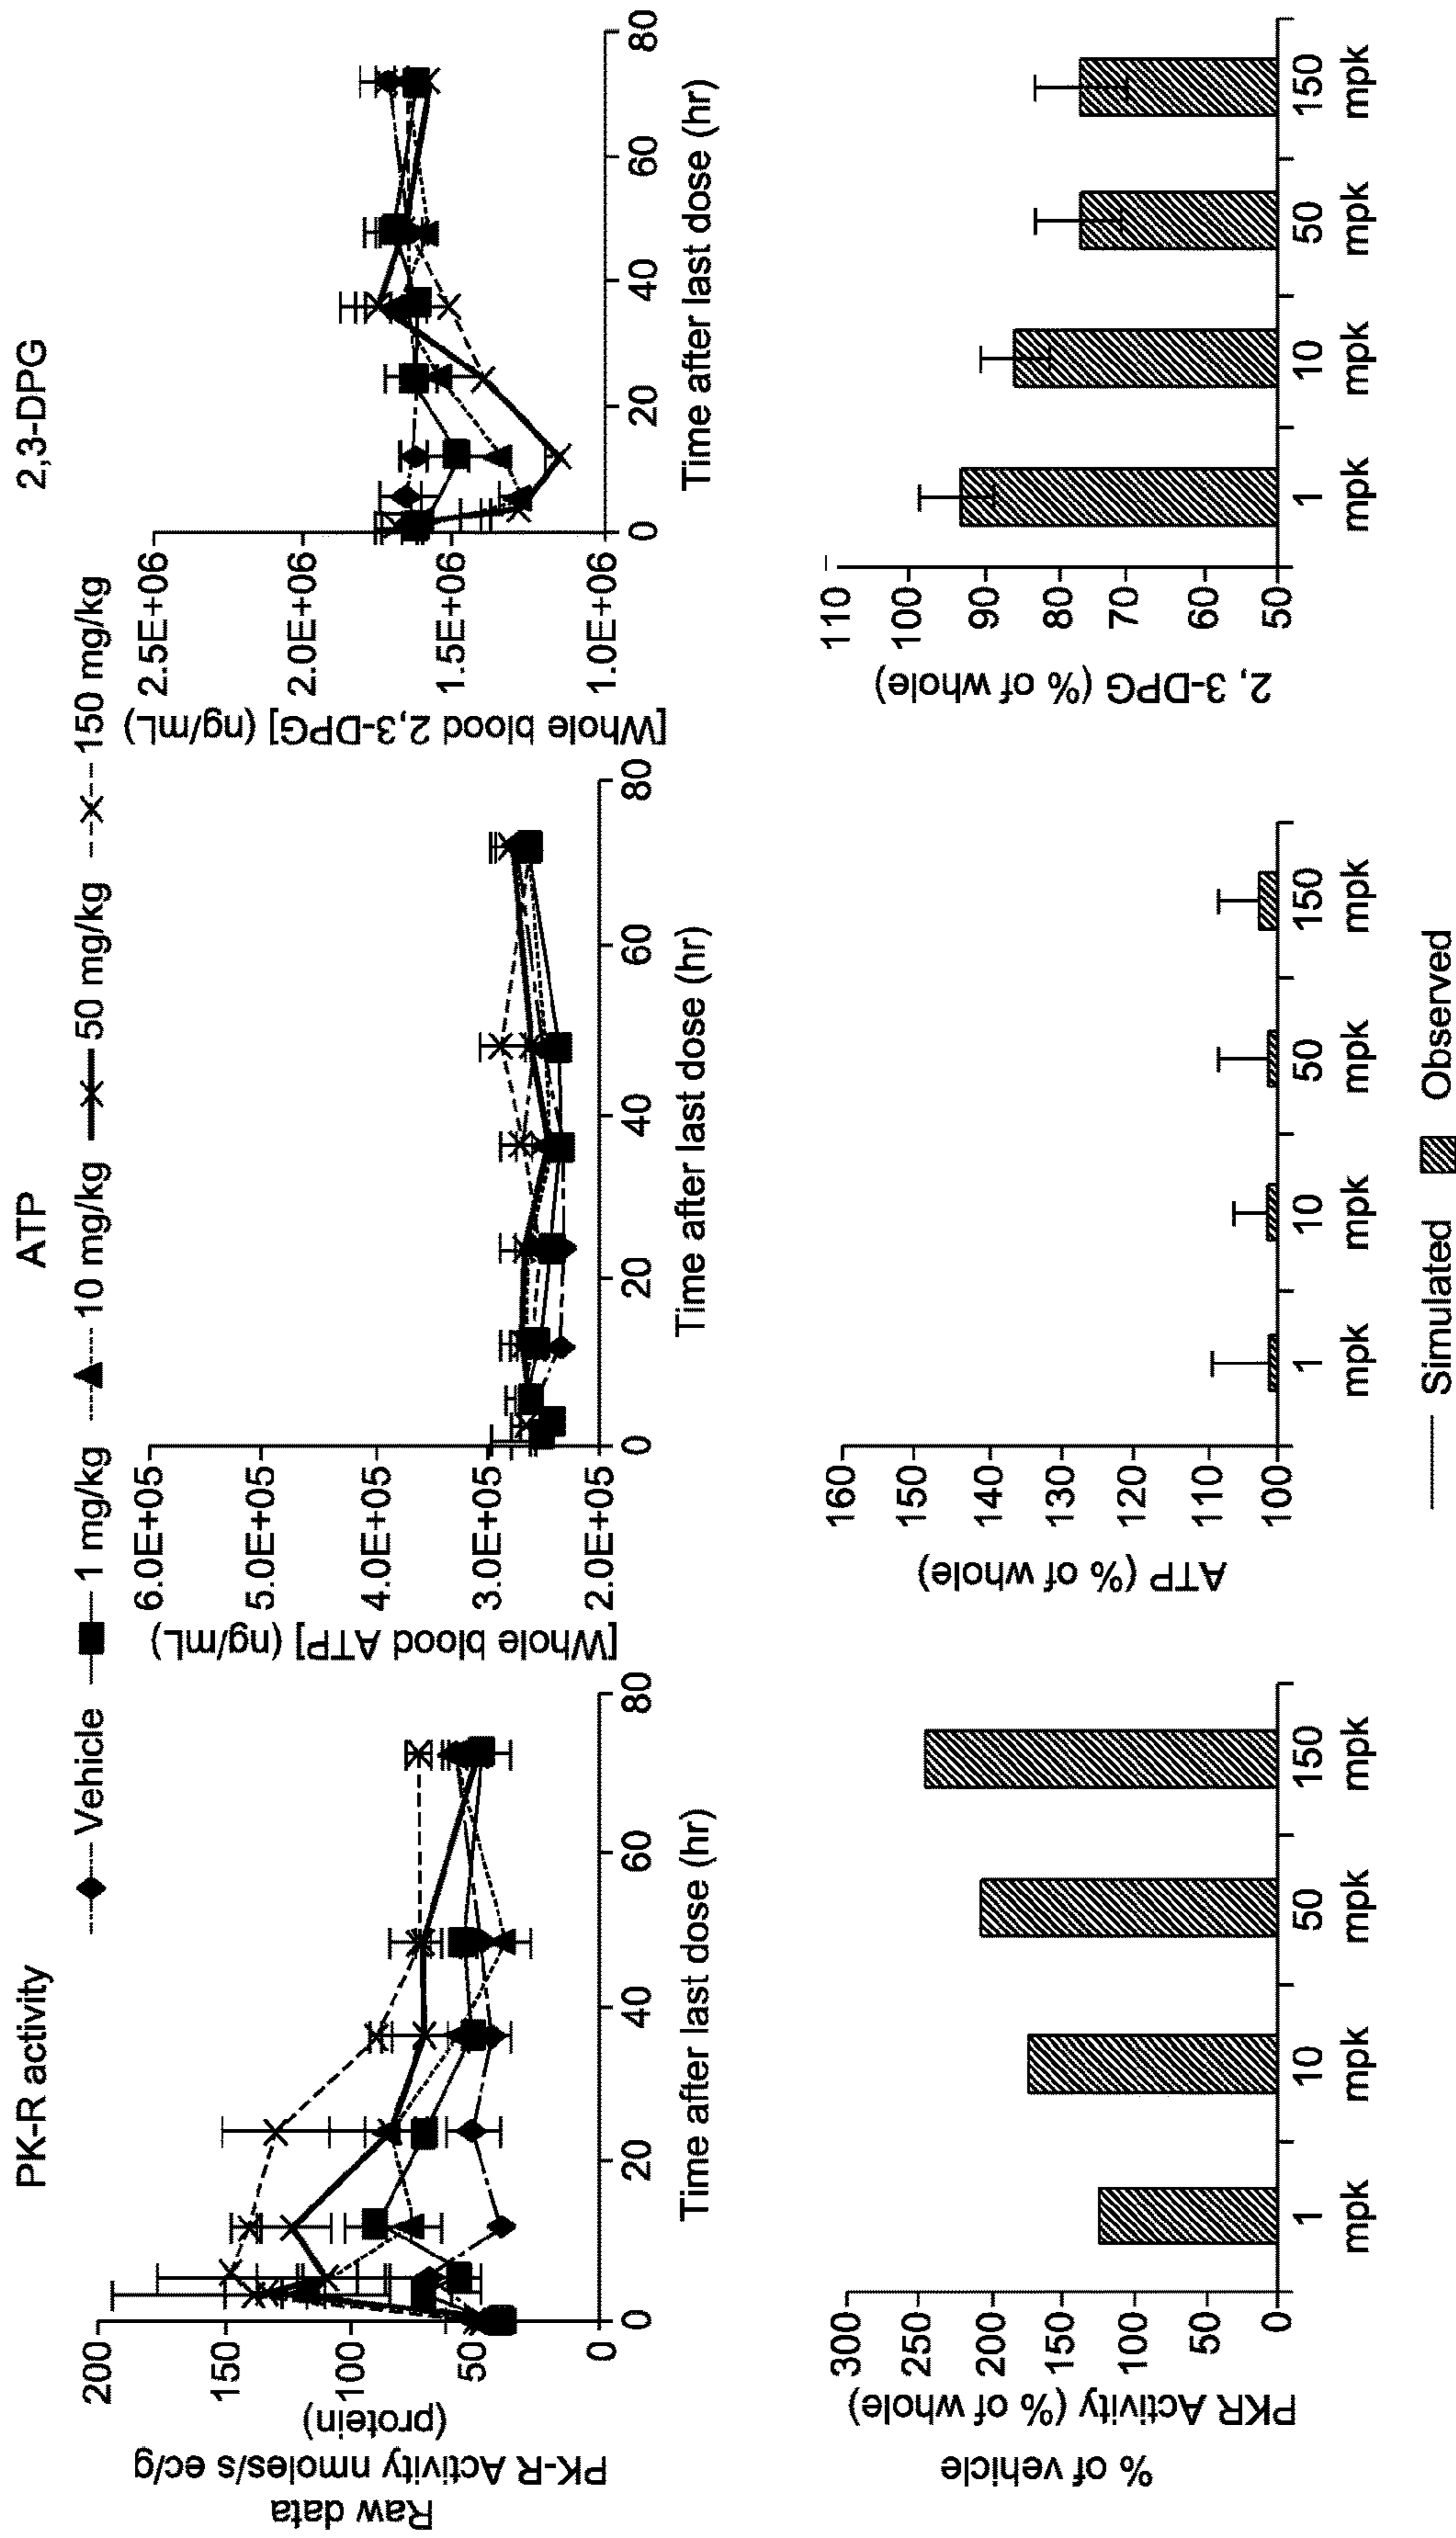 PK-R activity
ATP
2,3-DPG
Vehicle
1 mg/kg
10 mg/kg
50 mg/kg
150 mg/kg
Raw data
PK-R Activity nmoles/s ec/g
(protein)
200
150
100
50
0
0
20
40
60
80
Time after last dose (hr)
[Whole blood ATP] (ng/mL)
6.0E+05
5.0E+05
4.0E+05
3.0E+05
2.0E+05
0
20
40
60
80
Time after last dose (hr)
[Whole blood 2,3-DPG] (ng/mL)
2.5E+06
2.0E+06
1.5E+06
1.0E+06
0
20
40
60
80
Time after last dose (hr)
% of vehicle
PKR Activity (% of whole)
300
250
200
150
100
50
0
1
mpk
10
mpk
50
mpk
150
mpk
ATP (% of whole)
160
150
140
130
120
110
100
1
mpk
10
mpk
50
mpk
150
mpk
2, 3-DPG (% of whole)
110
100
90
80
70
60
50
1
mpk
10
mpk
50
mpk
150
mpk
Simulated
Observed